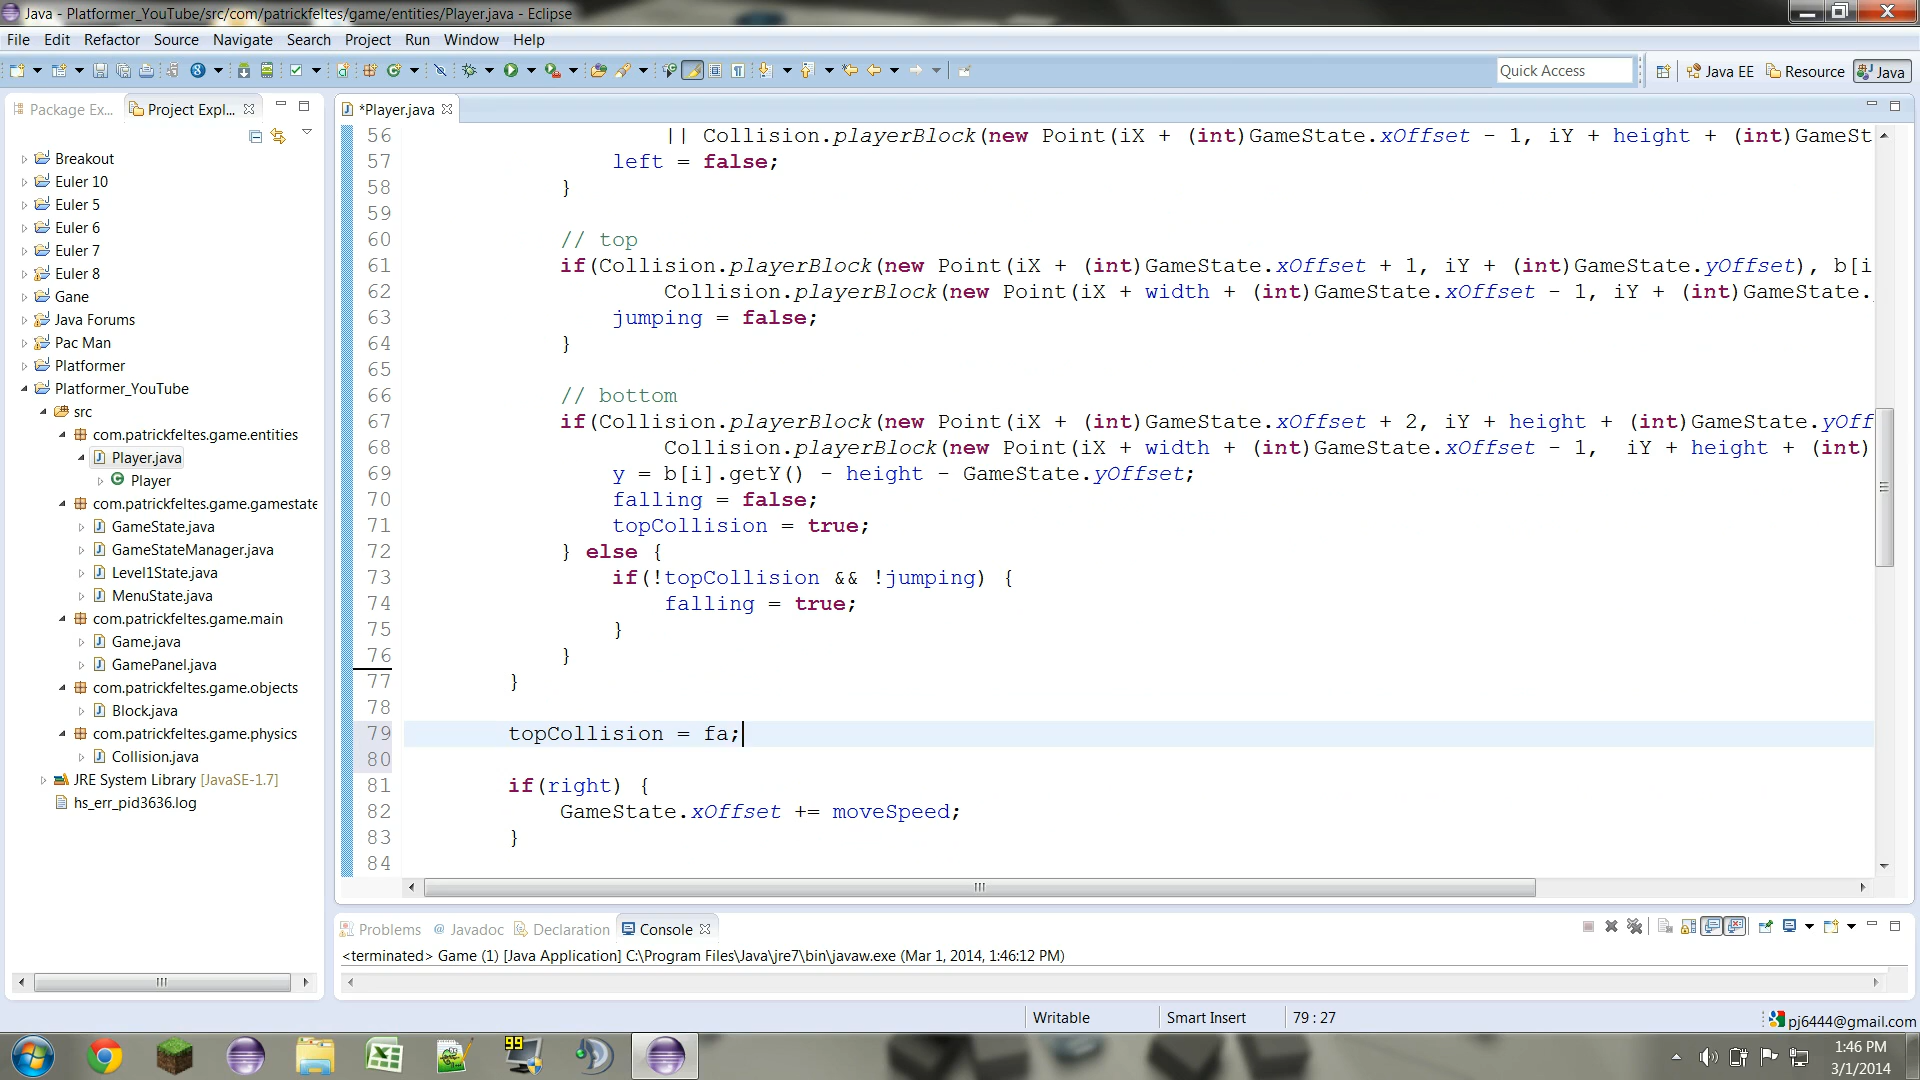 Java - Platformer_YouTube/src/com/patrickfeltes/game/entities/Player.java - Eclipse
File Edit Refactor Source Navigate Search Project Run Window Help
Quick Access
Java EE
Resource
Java
Package Ex...
Project Expl...
*Player.java
Breakout
Euler 10
Euler 5
Euler 6
Euler 7
Euler 8
Gane
Java Forums
Pac Man
Platformer
Platformer_YouTube
src
com.patrickfeltes.game.entities
Player.java
Player
com.patrickfeltes.game.gamestate
GameState.java
GameStateManager.java
Level1State.java
MenuState.java
com.patrickfeltes.game.main
Game.java
GamePanel.java
com.patrickfeltes.game.objects
Block.java
com.patrickfeltes.game.physics
Collision.java
JRE System Library [JavaSE-1.7]
hs_err_pid3636.log
56 || Collision.playerBlock(new Point(iX + (int)GameState.xOffset - 1, iY + height + (int)GameSt
57 left = false;
58 }
59
60 // top
61 if(Collision.playerBlock(new Point(iX + (int)GameState.xOffset + 1, iY + (int)GameState.yOffset), b[i
62 Collision.playerBlock(new Point(iX + width + (int)GameState.xOffset - 1, iY + (int)GameState.
63 jumping = false;
64 }
65
66 // bottom
67 if(Collision.playerBlock(new Point(iX + (int)GameState.xOffset + 2, iY + height + (int)GameState.yOff
68 Collision.playerBlock(new Point(iX + width + (int)GameState.xOffset - 1,  iY + height + (int)
69 y = b[i].getY() - height - GameState.yOffset;
70 falling = false;
71 topCollision = true;
72 } else {
73 if(!topCollision && !jumping) {
74 falling = true;
75 }
76 }
77 }
78
79 topCollision = fa;
80
81 if(right) {
82 GameState.xOffset += moveSpeed;
83 }
84
Problems @ Javadoc Declaration Console
<terminated> Game (1) [Java Application] C:\Program Files\Java\jre7\bin\javaw.exe (Mar 1, 2014, 1:46:12 PM)
Writable Smart Insert 79 : 27
pj6444@gmail.com
99
1:46 PM
3/1/2014